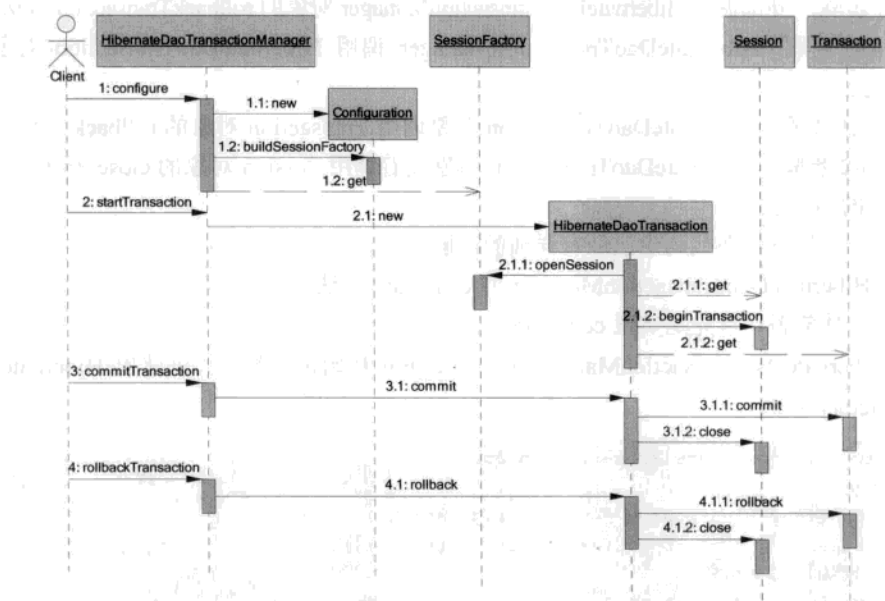 HibernateDaoTransactionManager
SessionFactory
Session
Transaction
Client
1: configure
1.1: new
Configuration
1.2: buildSessionFactory
1.2: get
2: startTransaction
2.1: new
HibernateDaoTransaction
2.1.1: openSession
2.1.1: get
2.1.2: beginTransaction
2.1.2: get
3: commitTransaction
3.1: commit
3.1.1: commit
3.1.2: close
4: rollbackTransaction
4.1: rollback
4.1.1: rollback
4.1.2: close